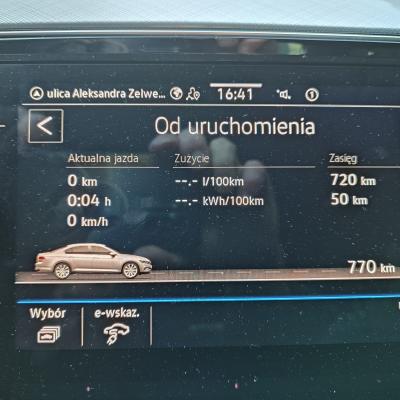 ulica Aleksandra Zelwe... 16:41 1
Od uruchomienia
Aktualna jazda Zużycie Zasięg
0 km --.- l/100km 720 km
0:04 h --.- kWh/100km 50 km
0 km/h
770 km
Wybór e-wskaz.